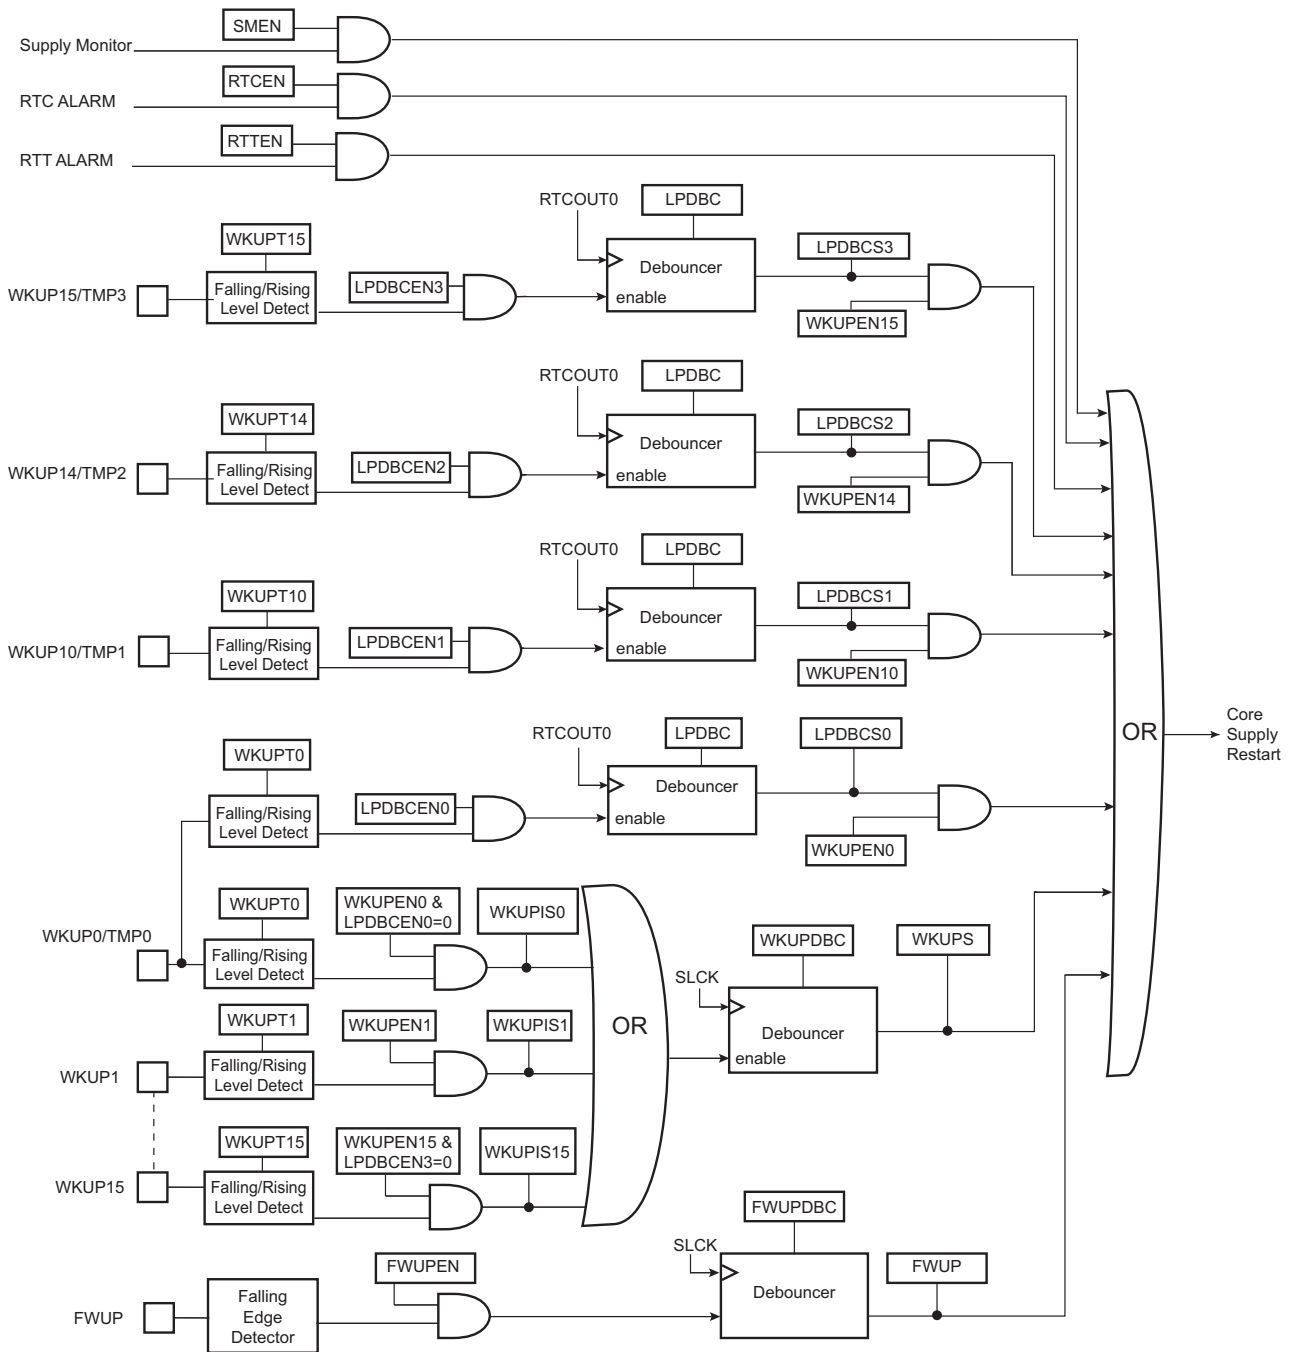 SMEN
Supply Monitor
RTCEN
RTC ALARM
RTTEN
RTT ALARM
RTCOUT0
LPDBC
WKUPT15
LPDBCS3
Debouncer
WKUP15/TMP3
Falling/Rising
Level Detect
LPDBCEN3
enable
WKUPEN15
RTCOUT0
LPDBC
WKUPT14
LPDBCS2
Debouncer
WKUP14/TMP2
Falling/Rising
Level Detect
LPDBCEN2
enable
WKUPEN14
RTCOUT0
LPDBC
WKUPT10
LPDBCS1
Debouncer
WKUP10/TMP1
Falling/Rising
Level Detect
LPDBCEN1
enable
WKUPEN10
OR
Core
Supply
Restart
RTCOUT0
LPDBC
LPDBCS0
WKUPT0
Debouncer
Falling/Rising
Level Detect
LPDBCEN0
enable
WKUPEN0
WKUPT0
WKUPEN0 &
LPDBCEN0=0
WKUPIS0
WKUP0/TMP0
Falling/Rising
Level Detect
WKUPDBC
WKUPS
SLCK
OR
Debouncer
enable
WKUPT1
WKUPEN1
WKUPIS1
WKUP1
Falling/Rising
Level Detect
WKUPT15
WKUPEN15 &
LPDBCEN3=0
WKUPIS15
WKUP15
Falling/Rising
Level Detect
FWUPDBC
SLCK
FWUPEN
FWUP
Debouncer
FWUP
Falling
Edge
Detector